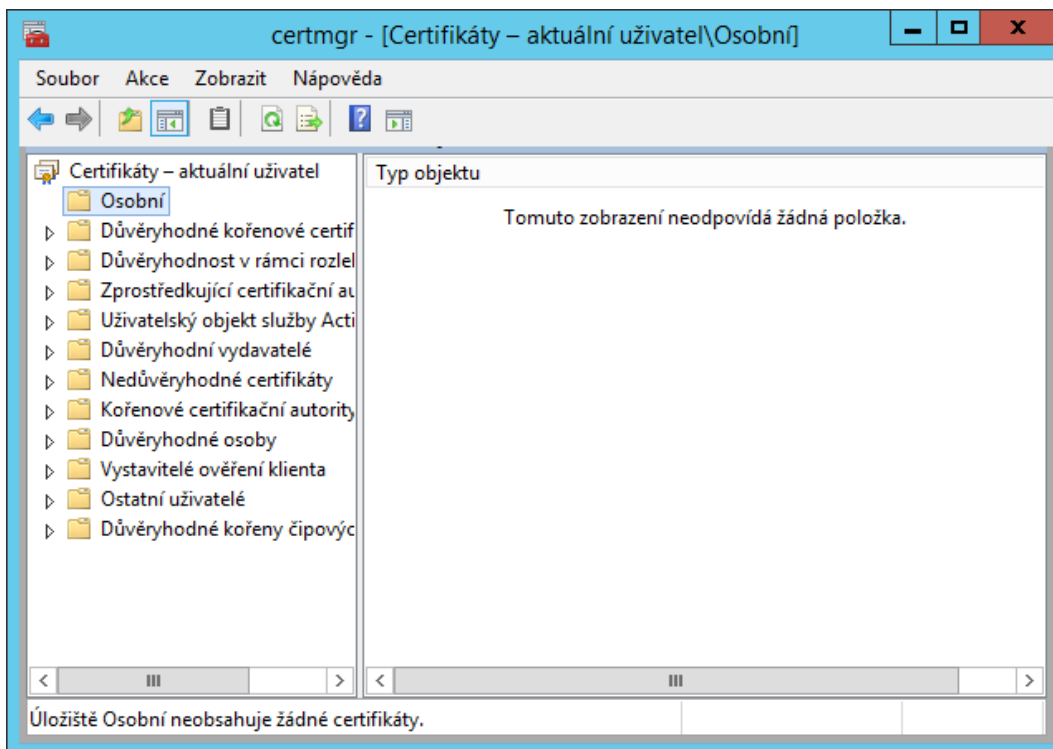 certmgr - [Certifikáty – aktuální uživatel\Osobní]
Soubor Akce Zobrazit Nápověda
Certifikáty – aktuální uživatel
Osobní
Důvěryhodné kořenové certif
Důvěryhodnost v rámci rozlel
Zprostředkující certifikační au
Uživatelský objekt služby Acti
Důvěryhodní vydavatelé
Nedůvěryhodné certifikáty
Kořenové certifikační autority
Důvěryhodné osoby
Vystavitelé ověření klienta
Ostatní uživatelé
Důvěryhodné kořeny čipovýc
Typ objektu
Tomuto zobrazení neodpovídá žádná položka.
Úložiště Osobní neobsahuje žádné certifikáty.